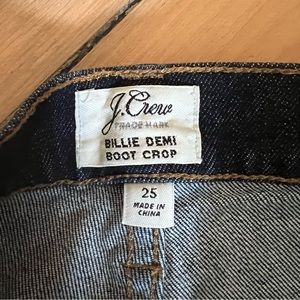 J.Crew
TRADE MARK
BILLIE DEMI
BOOT CROP
25
MADE IN
CHINA